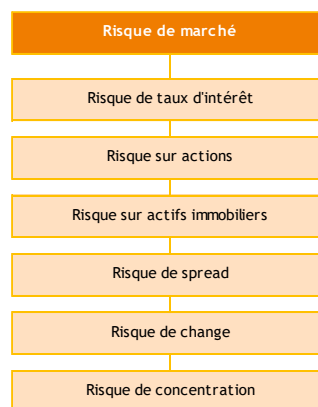 Risque de marché
Risque de taux d'intérêt
Risque sur actions
Risque sur actifs immobiliers
Risque de spread
Risque de change
Risque de concentration